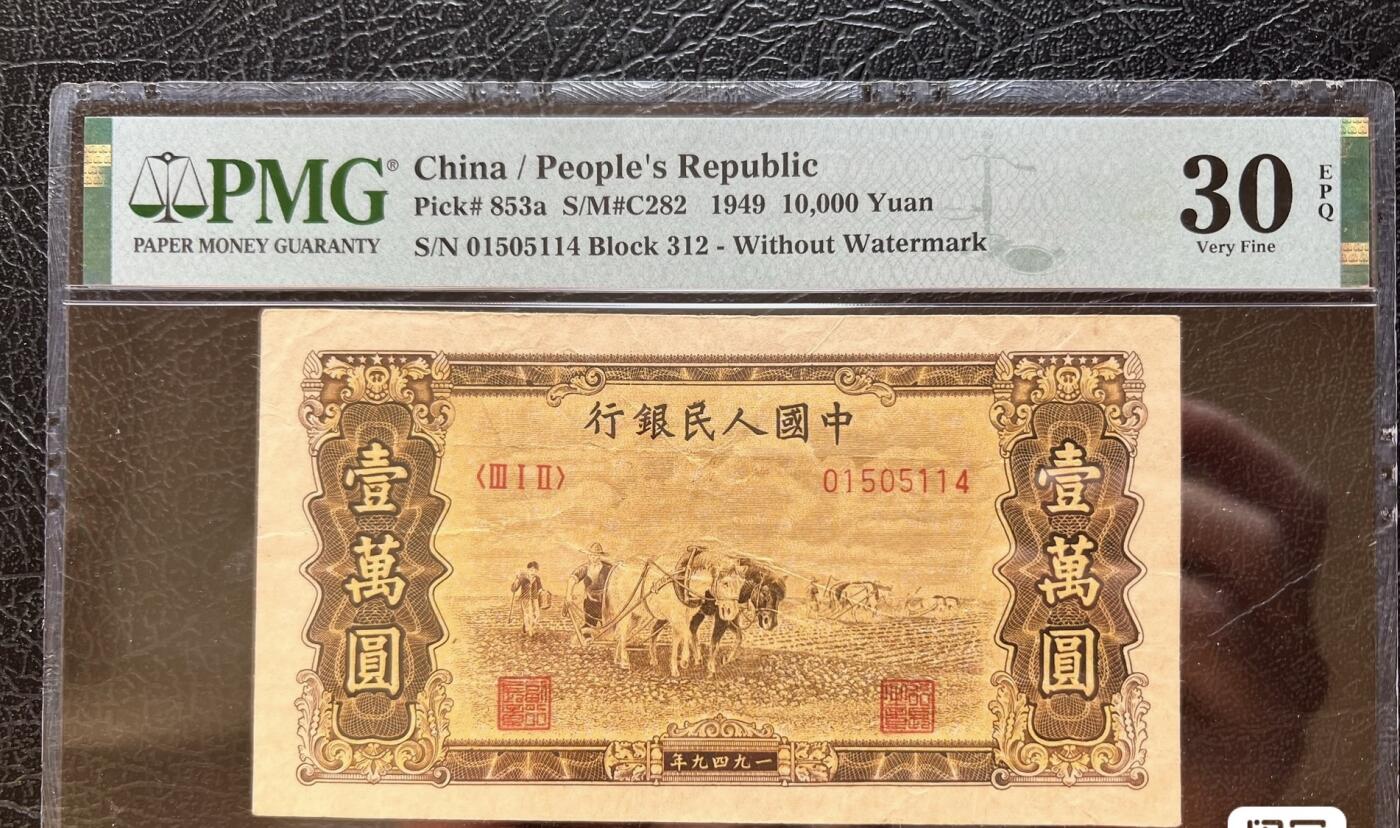 PMG®
PAPER MONEY GUARANTY
China / People's Republic
Pick# 853a S/M#C282 1949 10,000 Yuan
S/N 01505114 Block 312 - Without Watermark
30
Very Fine
EPQ
行銀民人國中
〈ⅢⅠⅡ〉
01505114
壹萬圓
壹萬圓
年九四九一